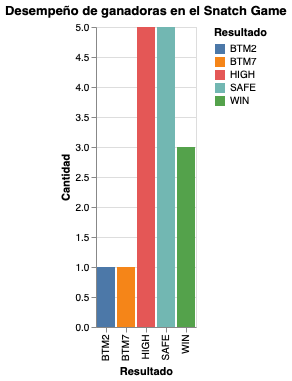 Desempeño de ganadoras en el Snatch Game
Resultado
BTM2
BTM7
HIGH
SAFE
WIN
Cantidad
5.0
4.5
4.0
3.5
3.0
2.5
2.0
1.5
1.0
0.5
0.0
BTM2
BTM7
HIGH
SAFE
WIN
Resultado